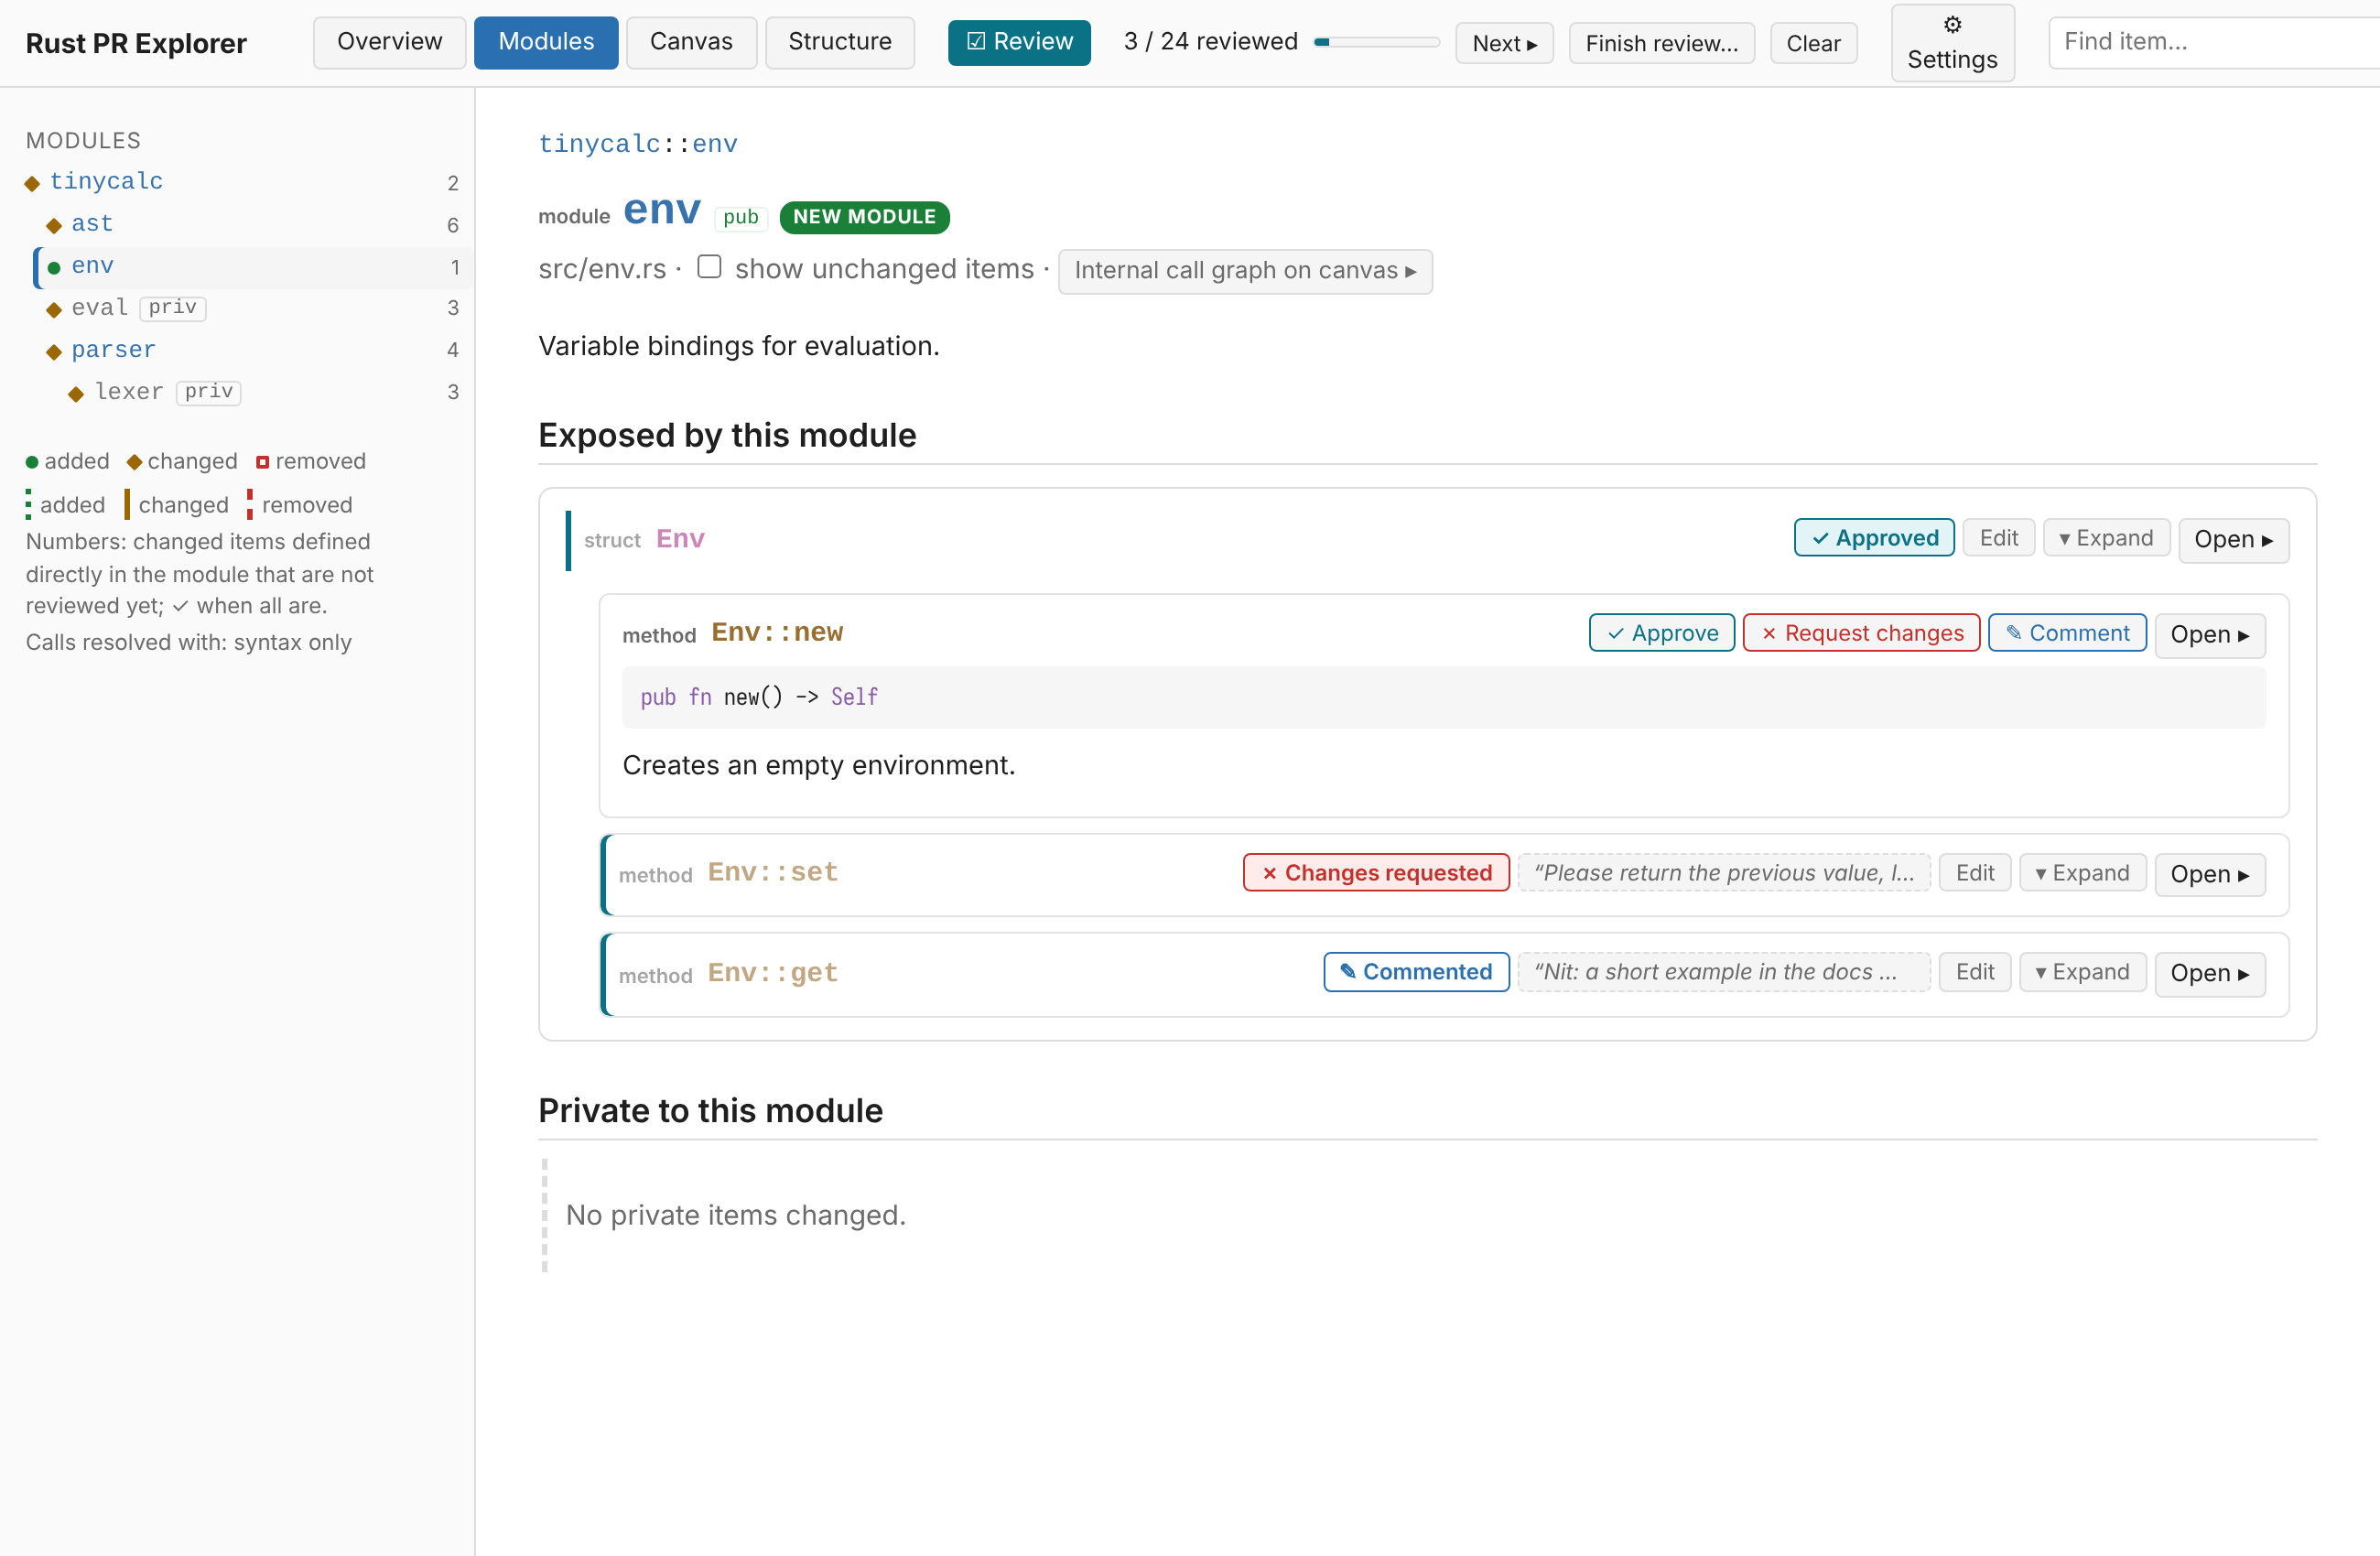 Rust PR Explorer
Overview
Modules
Canvas
Structure
☑ Review
3 / 24 reviewed
Next ▸
Finish review...
Clear
⚙ Settings
Find item...
MODULES
tinycalc 2
ast 6
env 1
eval priv 3
parser 4
lexer priv 3
added changed removed
added changed removed
Numbers: changed items defined
directly in the module that are not
reviewed yet; ✓ when all are.
Calls resolved with: syntax only
tinycalc::env
module env pub NEW MODULE
src/env.rs · show unchanged items · Internal call graph on canvas ▸
Variable bindings for evaluation.
Exposed by this module
struct Env ✓ Approved Edit ▾ Expand Open ▸
method Env::new ✓ Approve × Request changes ✎ Comment Open ▸
pub fn new() -> Self
Creates an empty environment.
method Env::set × Changes requested “Please return the previous value, l... Edit ▾ Expand Open ▸
method Env::get ✎ Commented “Nit: a short example in the docs ... Edit ▾ Expand Open ▸
Private to this module
No private items changed.